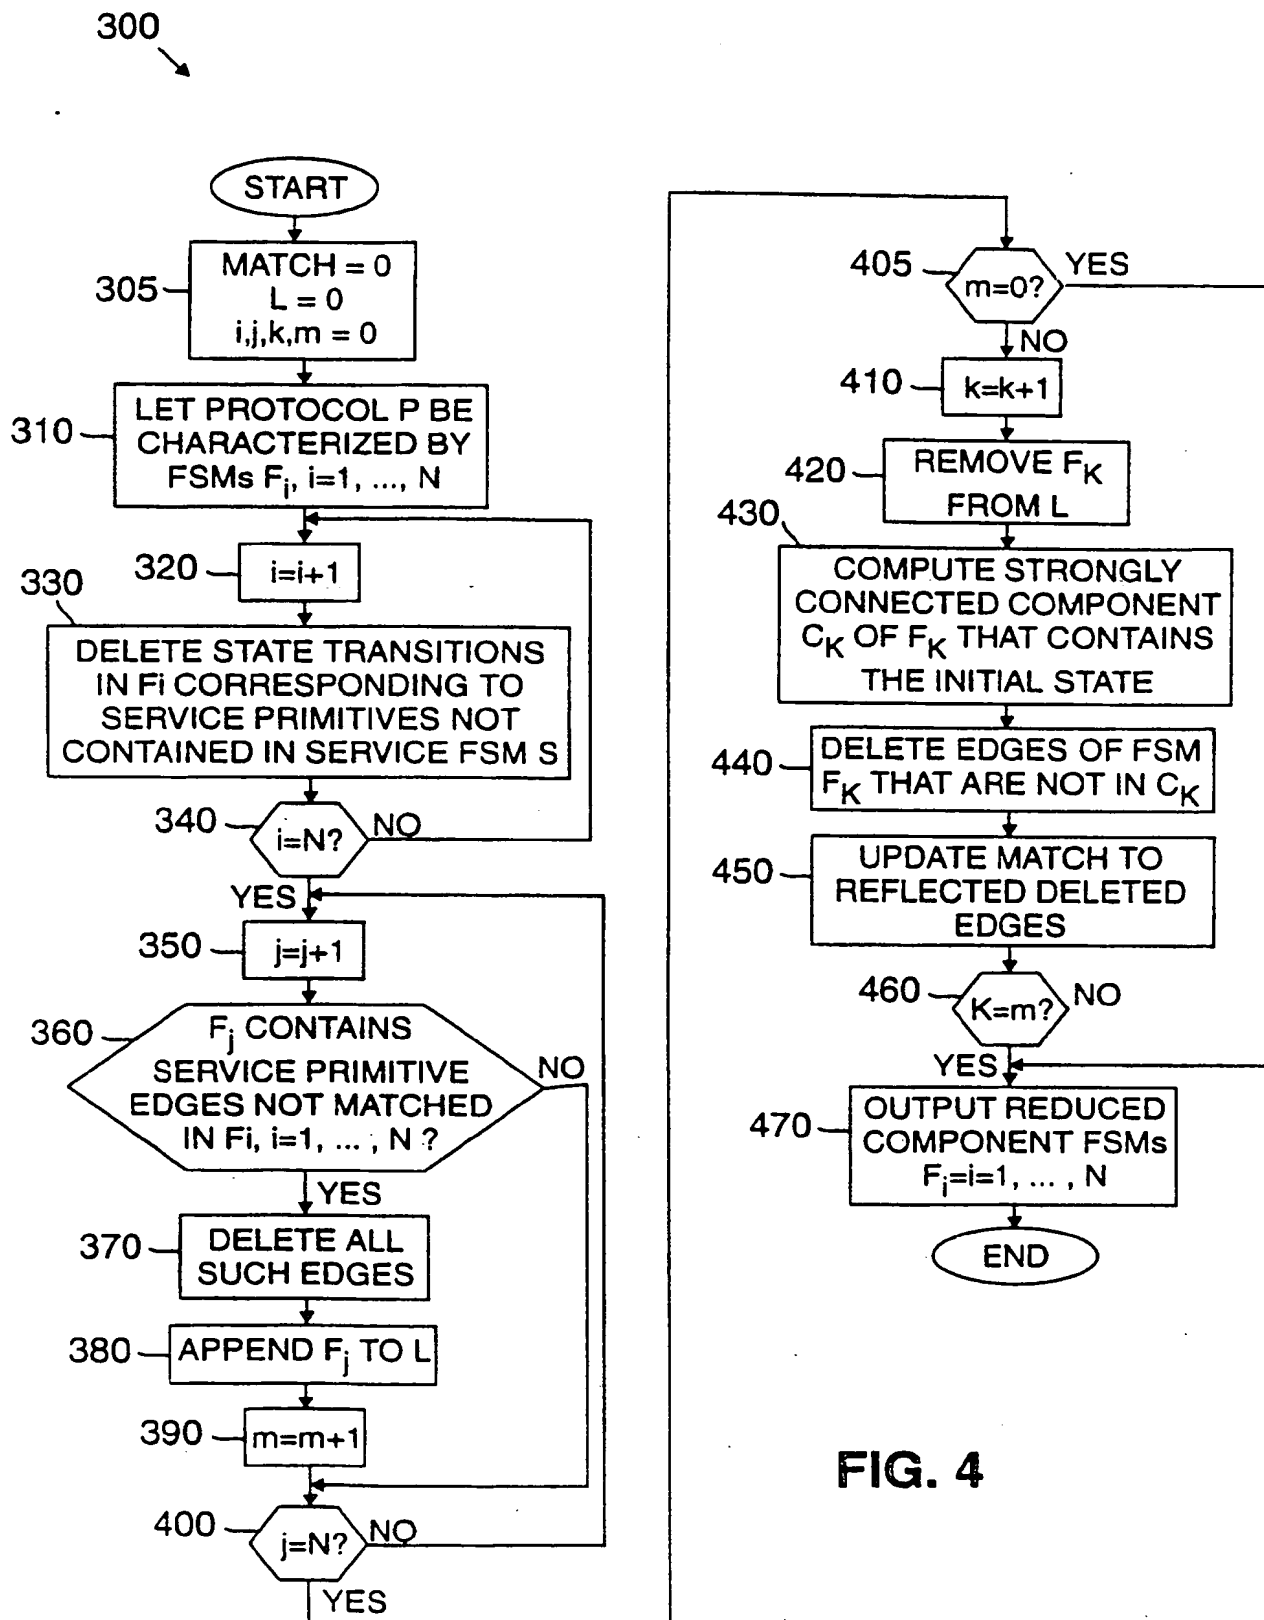 300
START
305
MATCH = 0
L = 0
i,j,k,m = 0
310
LET PROTOCOL P BE
CHARACTERIZED BY
FSMs Fi, i=1, ..., N
320
i=i+1
330
DELETE STATE TRANSITIONS
IN Fi CORRESPONDING TO
SERVICE PRIMITIVES NOT
CONTAINED IN SERVICE FSM S
340
i=N?
NO
YES
350
j=j+1
360
Fj CONTAINS
SERVICE PRIMITIVE
EDGES NOT MATCHED
IN Fi, i=1, ... , N ?
NO
YES
370
DELETE ALL
SUCH EDGES
380
APPEND Fj TO L
390
m=m+1
400
j=N?
NO
YES
405
m=0?
YES
NO
410
k=k+1
420
REMOVE FK
FROM L
430
COMPUTE STRONGLY
CONNECTED COMPONENT
CK OF FK THAT CONTAINS
THE INITIAL STATE
440
DELETE EDGES OF FSM
FK THAT ARE NOT IN CK
450
UPDATE MATCH TO
REFLECTED DELETED
EDGES
460
K=m?
NO
YES
470
OUTPUT REDUCED
COMPONENT FSMs
Fi=i=1, ... , N
END
FIG. 4